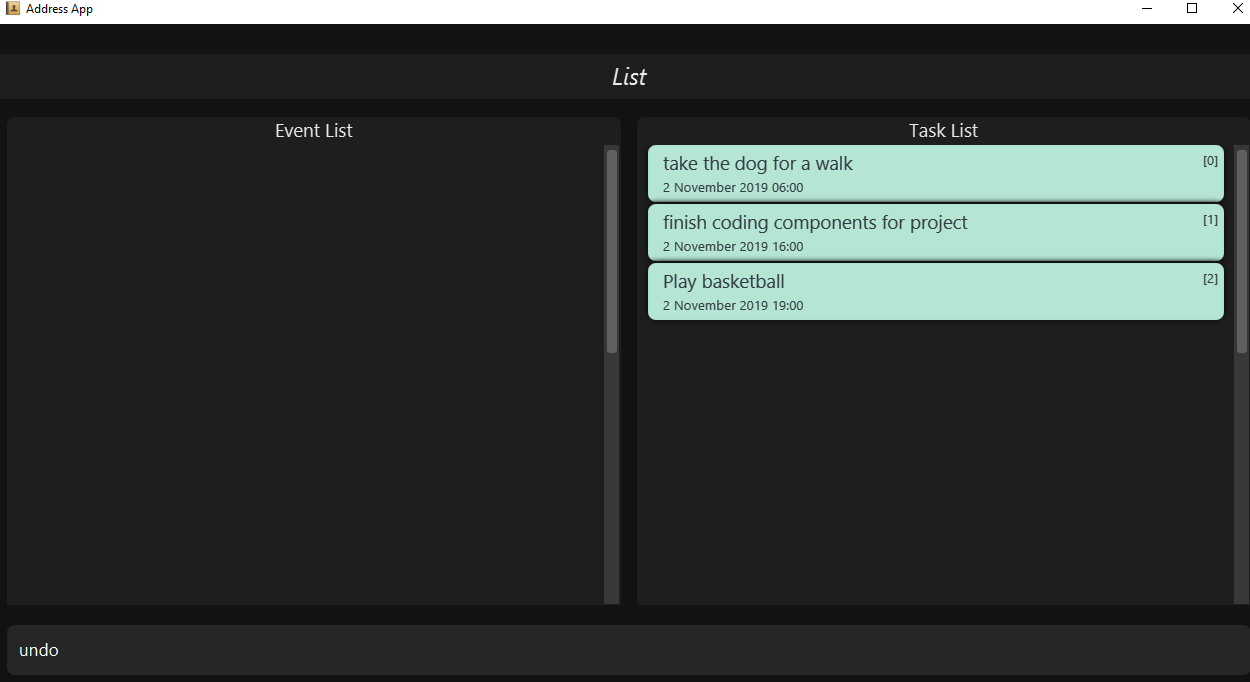 Address App
List
Event List
Task List
take the dog for a walk
[0]
2 November 2019 06:00
finish coding components for project
[1]
2 November 2019 16:00
Play basketball
[2]
2 November 2019 19:00
undo